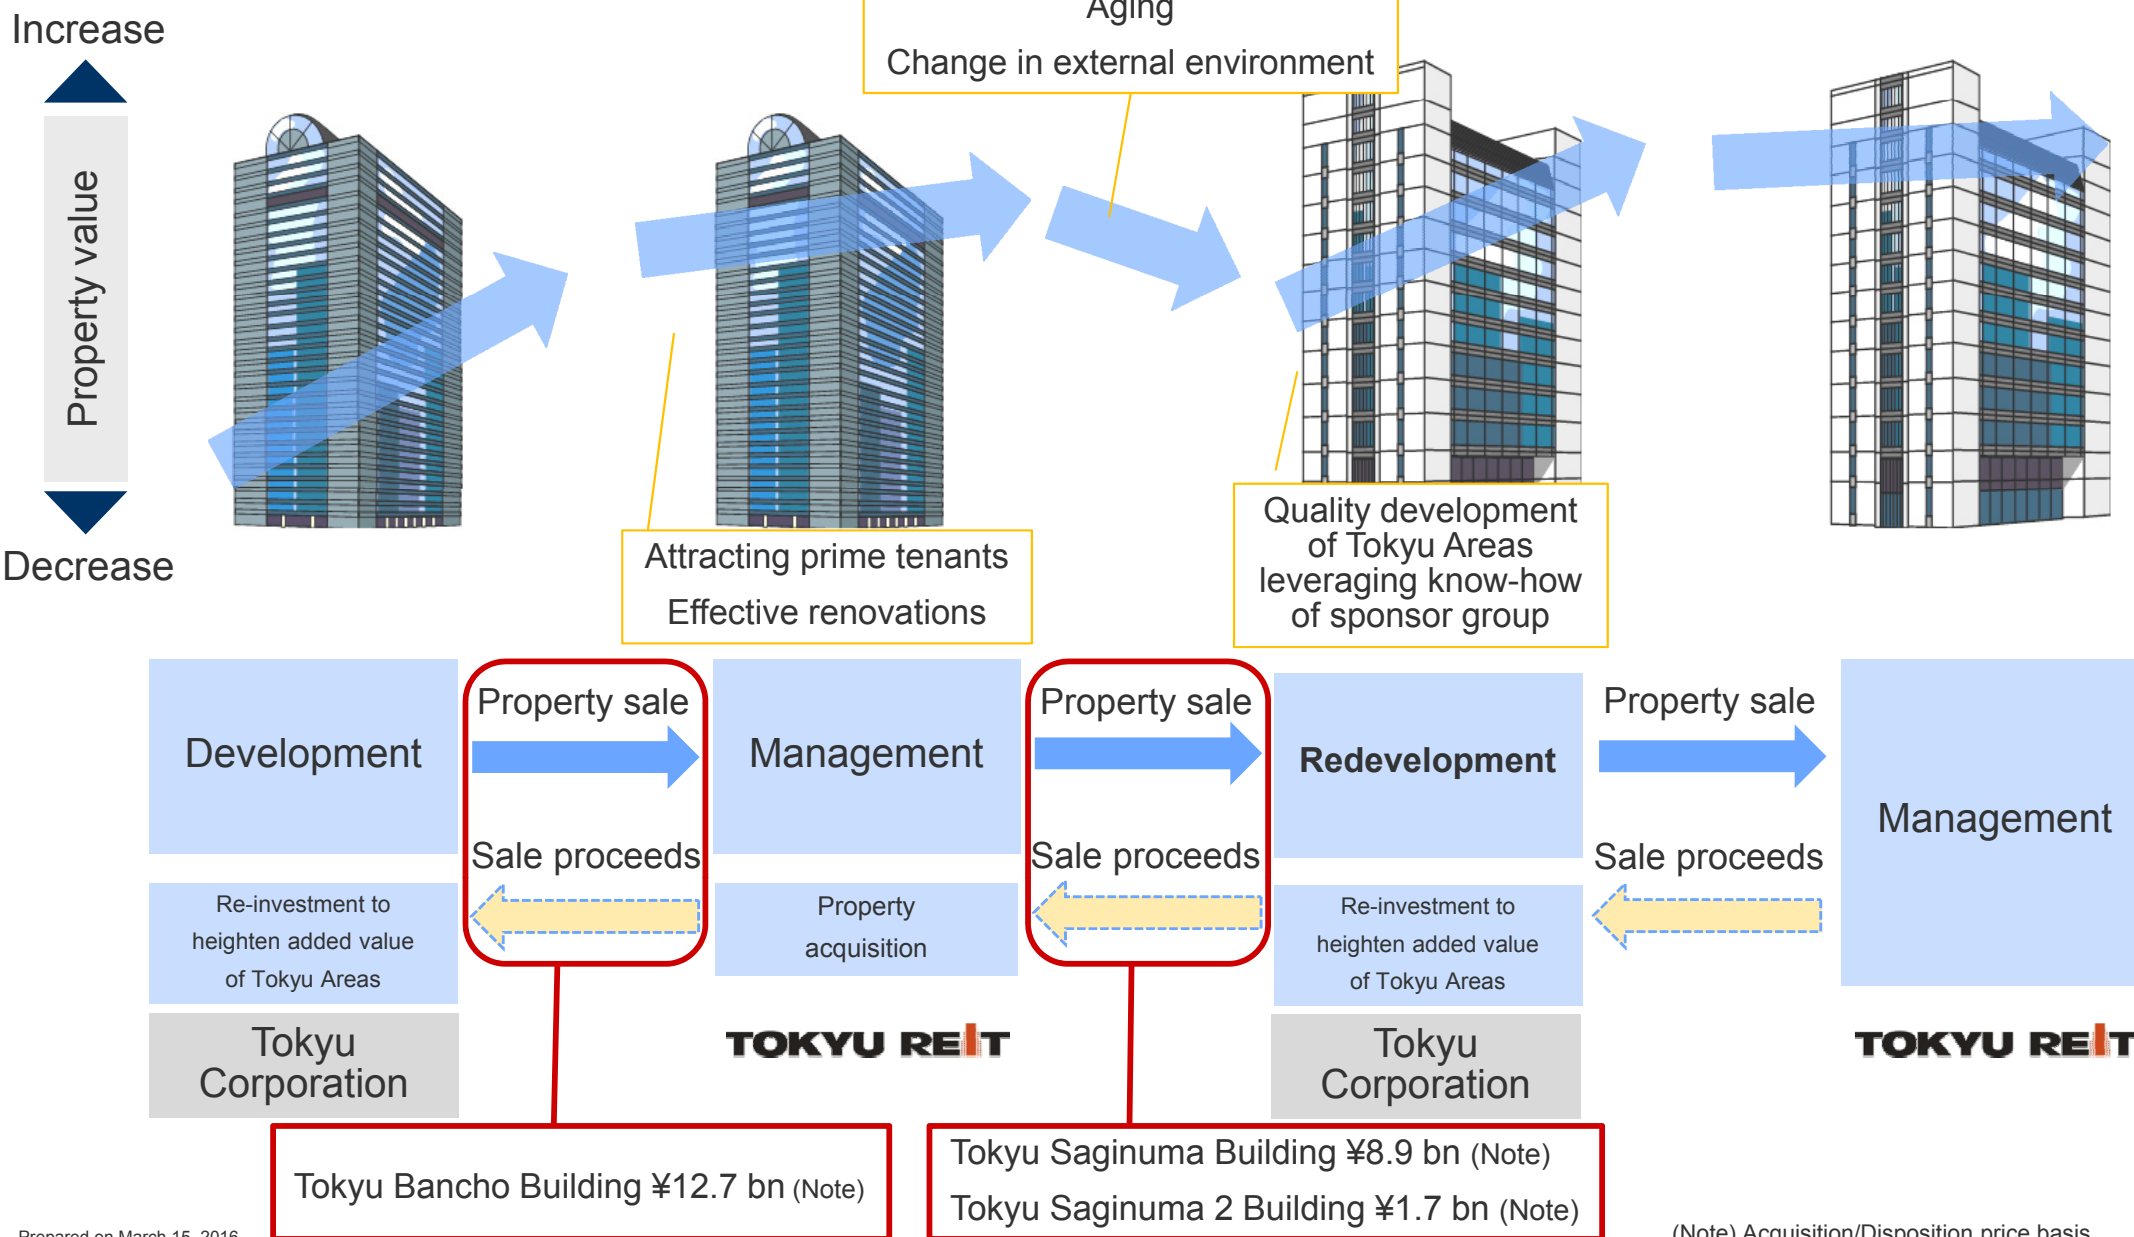 Aging
Change in external environment
Increase
Property value
Decrease
Attracting prime tenants
Effective renovations
Quality development
of Tokyu Areas
leveraging know-how
of sponsor group
Development
Property sale
Sale proceeds
Management
Property sale
Sale proceeds
Redevelopment
Property sale
Sale proceeds
Management
Re-investment to
heighten added value
of Tokyu Areas
Property
acquisition
Re-investment to
heighten added value
of Tokyu Areas
Tokyu
Corporation
TOKYU REIT
Tokyu
Corporation
TOKYU REIT
Tokyu Bancho Building ¥12.7 bn (Note)
Tokyu Saginuma Building ¥8.9 bn (Note)
Tokyu Saginuma 2 Building ¥1.7 bn (Note)
Prepared on March 15, 2016
(Note) Acquisition/Disposition price basis